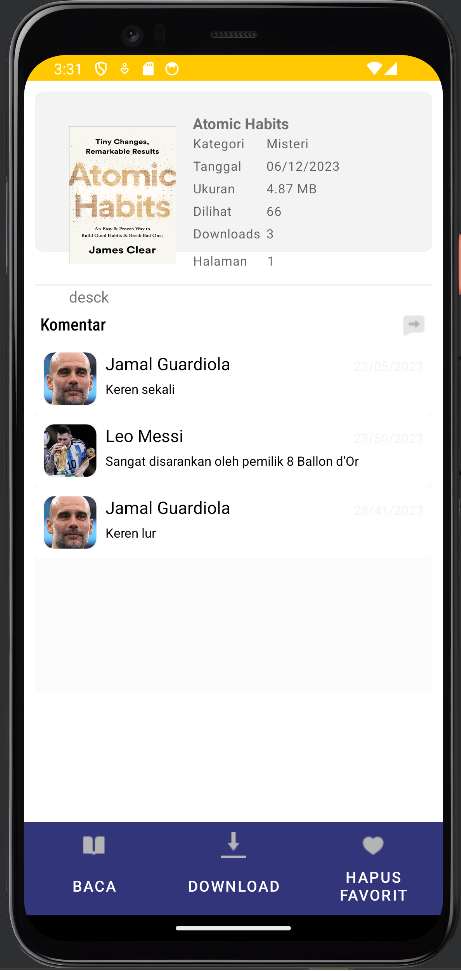 3:31
Tiny Changes,
Remarkable Results
Atomic
Habits
An Easy & Proven Way to
Build Good Habits & Break Bad Ones
James Clear
Atomic Habits
Kategori Misteri
Tanggal 06/12/2023
Ukuran 4.87 MB
Dilihat 66
Downloads 3
Halaman 1
desck
Komentar
Jamal Guardiola 23/05/2023
Keren sekali
Leo Messi 23/50/2023
Sangat disarankan oleh pemilik 8 Ballon d'Or
Jamal Guardiola 28/41/2023
Keren lur
BACA
DOWNLOAD
HAPUS
FAVORIT